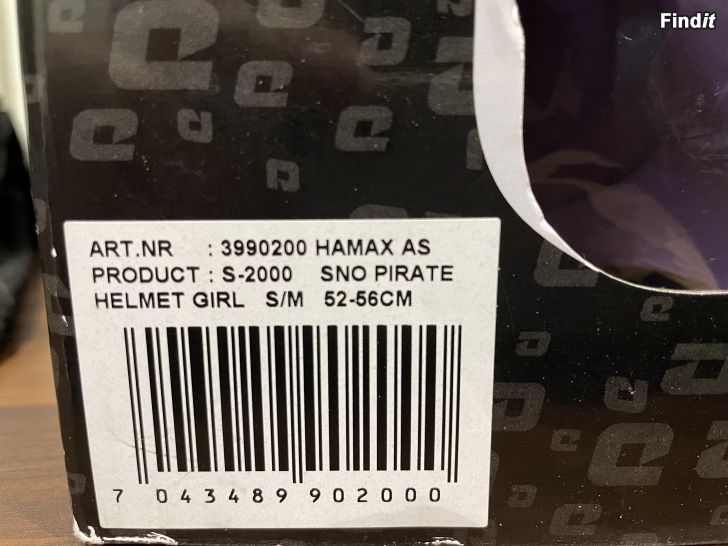 Findit
ART.NR : 3990200 HAMAX AS
PRODUCT : S-2000 SNO PIRATE
HELMET GIRL S/M 52-56CM
7 043489 902000